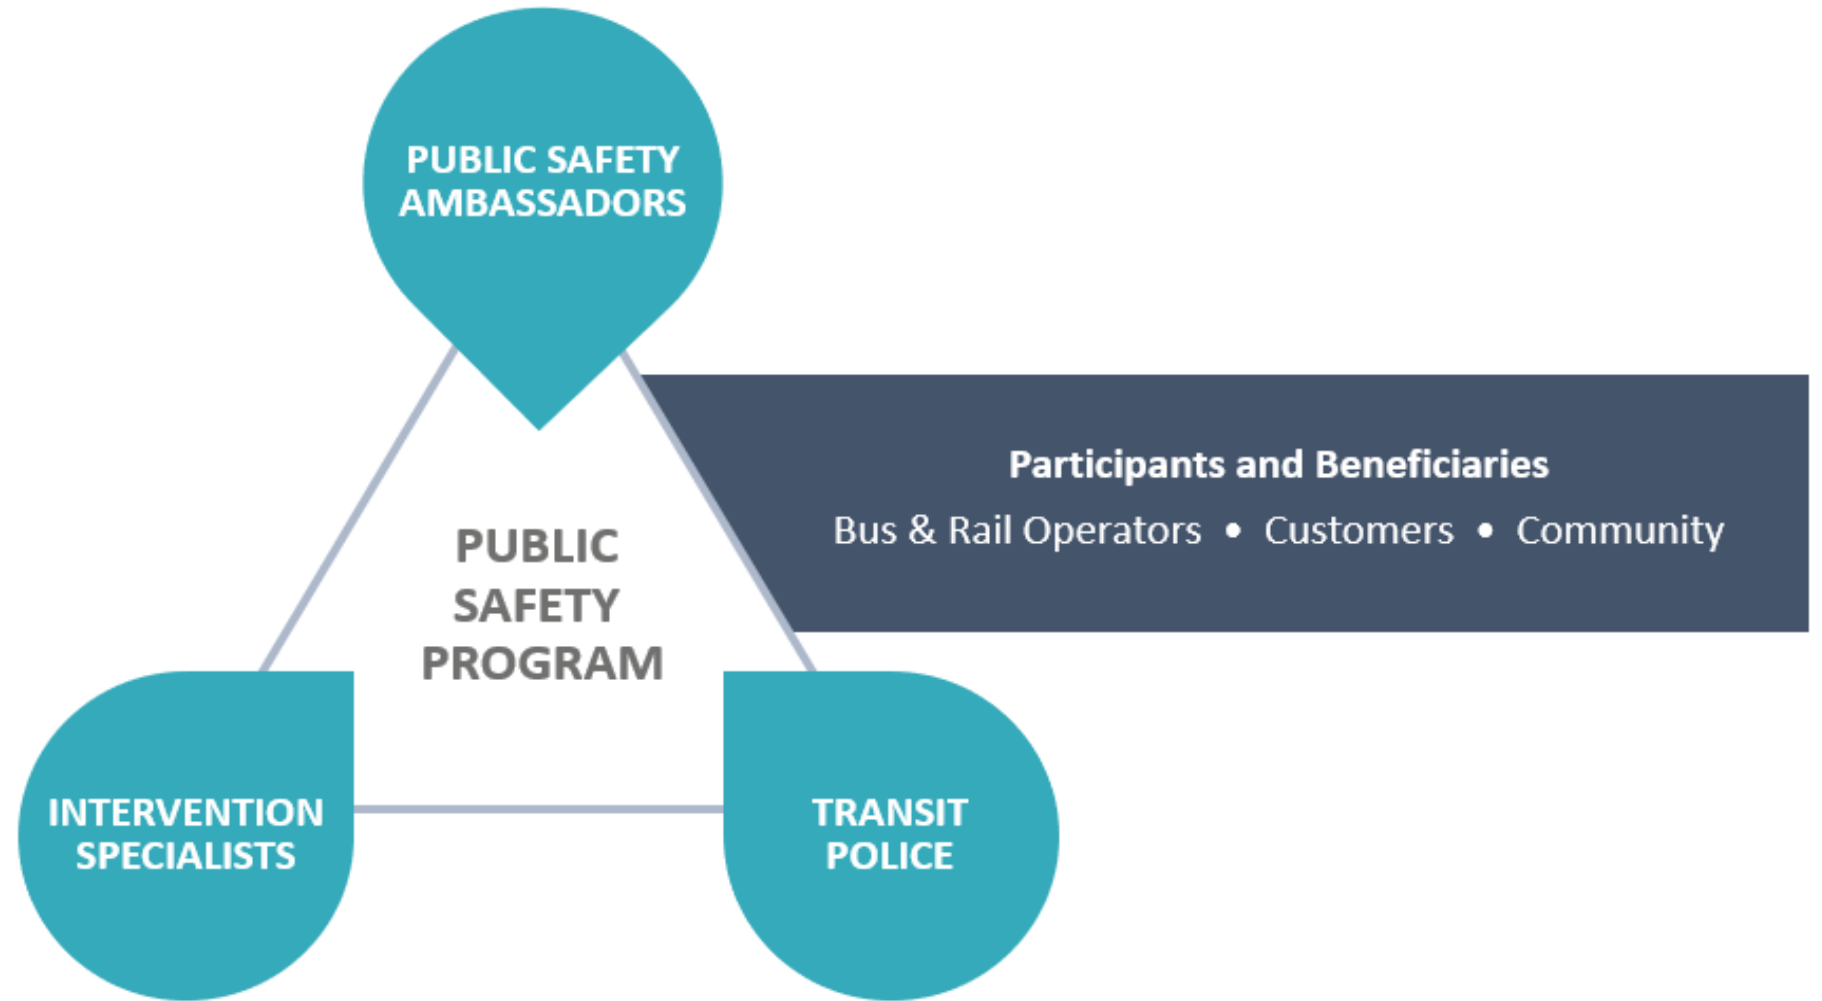 PUBLIC SAFETY
AMBASSADORS
Participants and Beneficiaries
Bus & Rail Operators • Customers • Community
PUBLIC
SAFETY
PROGRAM
INTERVENTION
SPECIALISTS
TRANSIT
POLICE